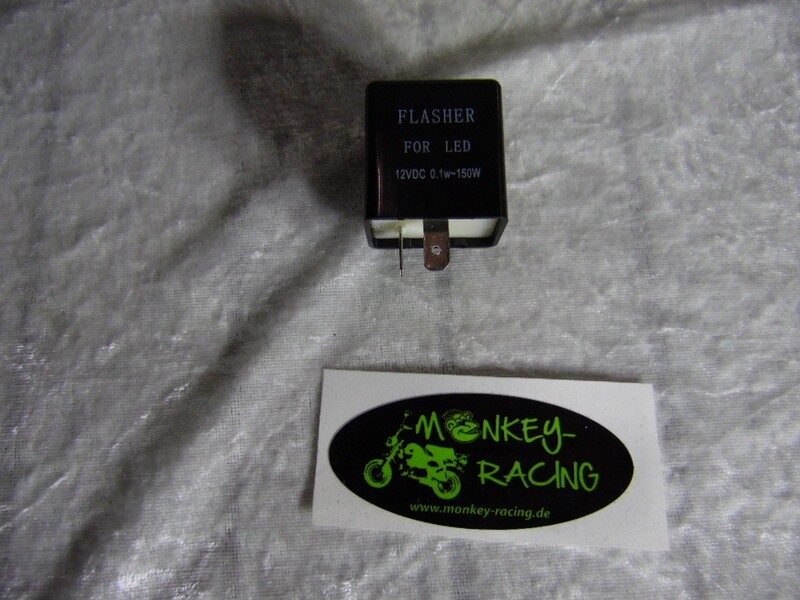 FLASHER
FOR LED
12VDC 0.1w~150W
MONKEY-
RACING
www.monkey-racing.de